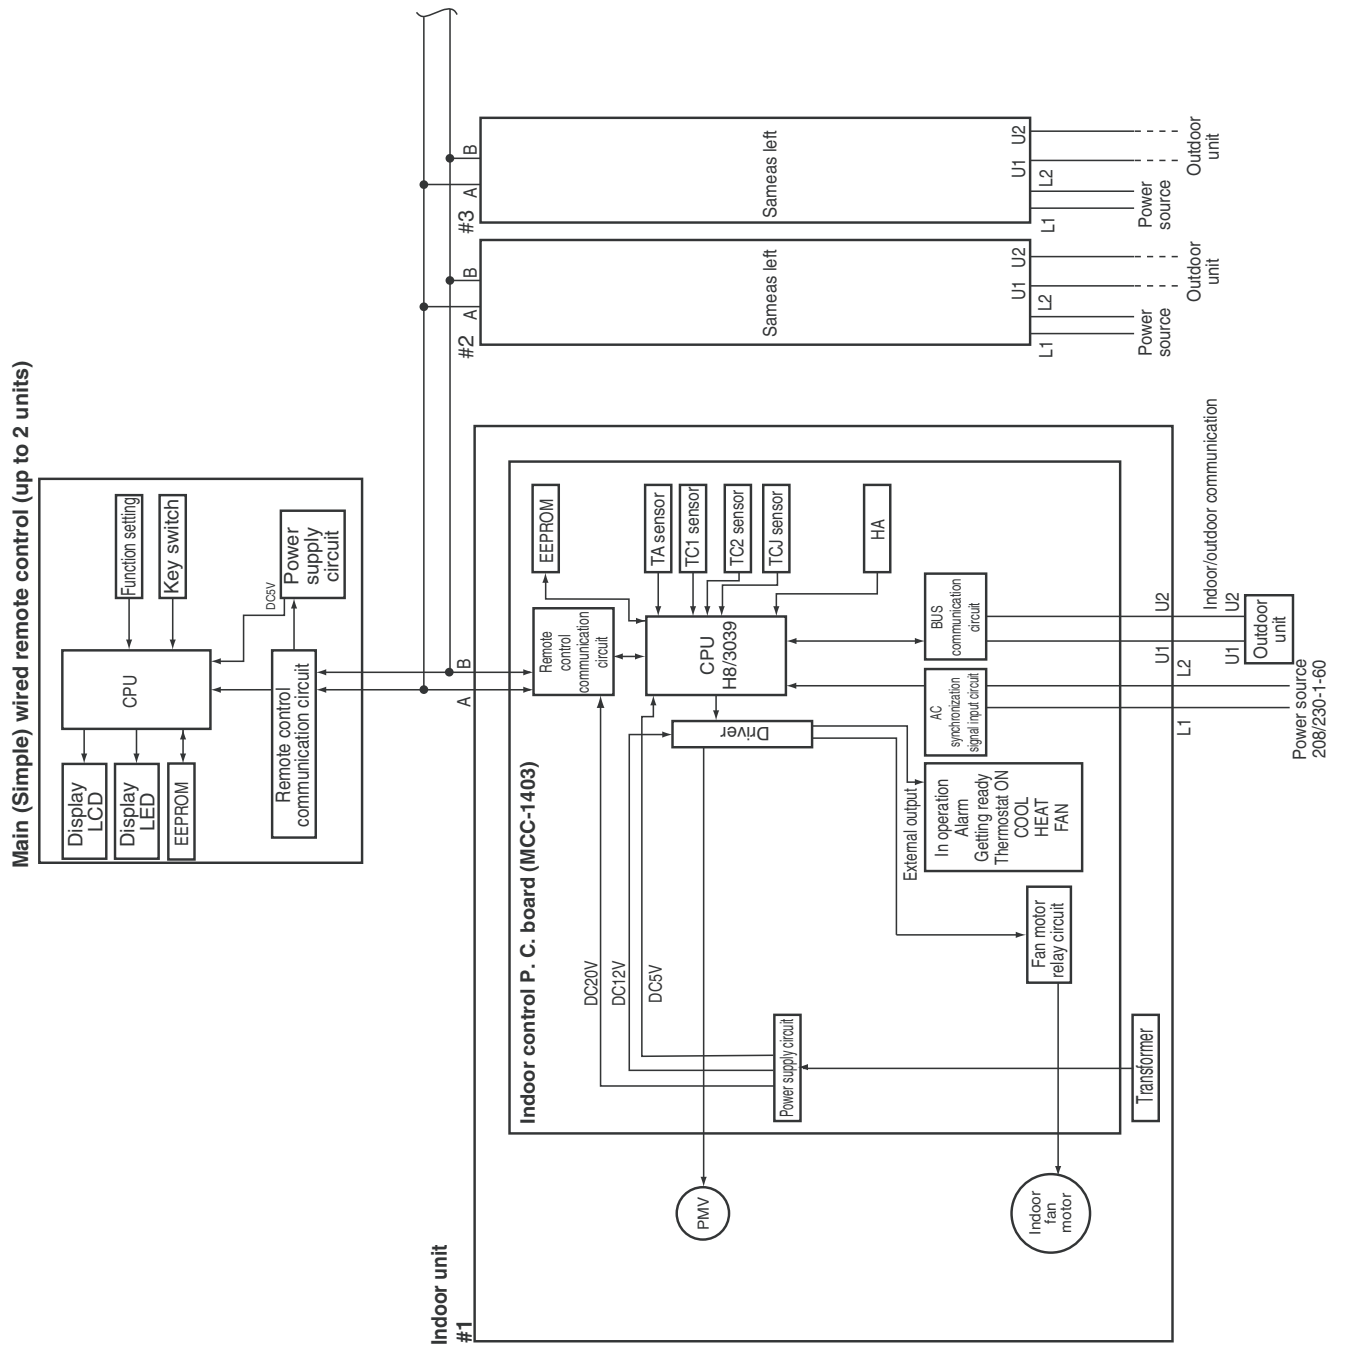 Main (Simple) wired remote control (up to 2 units)
Display
LCD
Display
LED
EEPROM
CPU
Function setting
Key switch
Remote control
communication circuit
DC5V
Power
supply
circuit
Indoor unit
#1
A
B
Indoor control P. C. board (MCC-1403)
DC20V
DC12V
DC5V
Remote
control
communication
circuit
EEPROM
CPU
H8/3039
TA sensor
TC1 sensor
TC2 sensor
TCJ sensor
HA
Driver
PMV
Power supply circuit
External output
In operation
Alarm
Getting ready
Thermostat ON
COOL
HEAT
FAN
AC
synchronization
signal input circuit
BUS
communication
circuit
Fan motor
relay circuit
Indoor
fan
motor
Transformer
L1
L2
U1
U2
Indoor/outdoor communication
U1
U2
Outdoor
unit
Power source
208/230-1-60
#2
A
B
Sameas left
U1
U2
L1
L2
Power
source
Outdoor
unit
#3
A
B
Sameas left
U1
U2
L1
L2
Power
source
Outdoor
unit